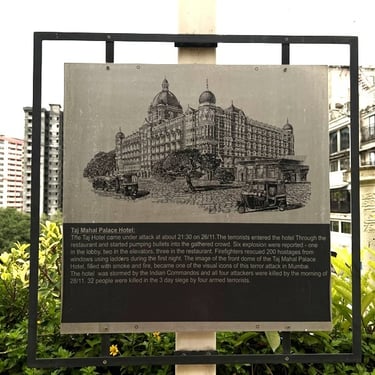 Taj Mahal Palace Hotel:
The Taj Hotel came under attack at about 21:30 on 26/11.The terrorists entered the hotel Through the
restaurant and started pumping bullets into the gathered crowd. Six explosion were reported - one
in the lobby, two in the elevators, three in the restaurant. Firefighters rescued 200 hostages from
windows using ladders during the first night. The image of the front dome of the Taj Mahal Palace
Hotel, filled with smoke and fire, became one of the visual icons of this terror attack in Mumbai.
The hotel was stormed by the Indian Commandos and all four attackers were killed by the morning of
28/11. 32 people were killed in the 3 day siege by four armed terrorists.